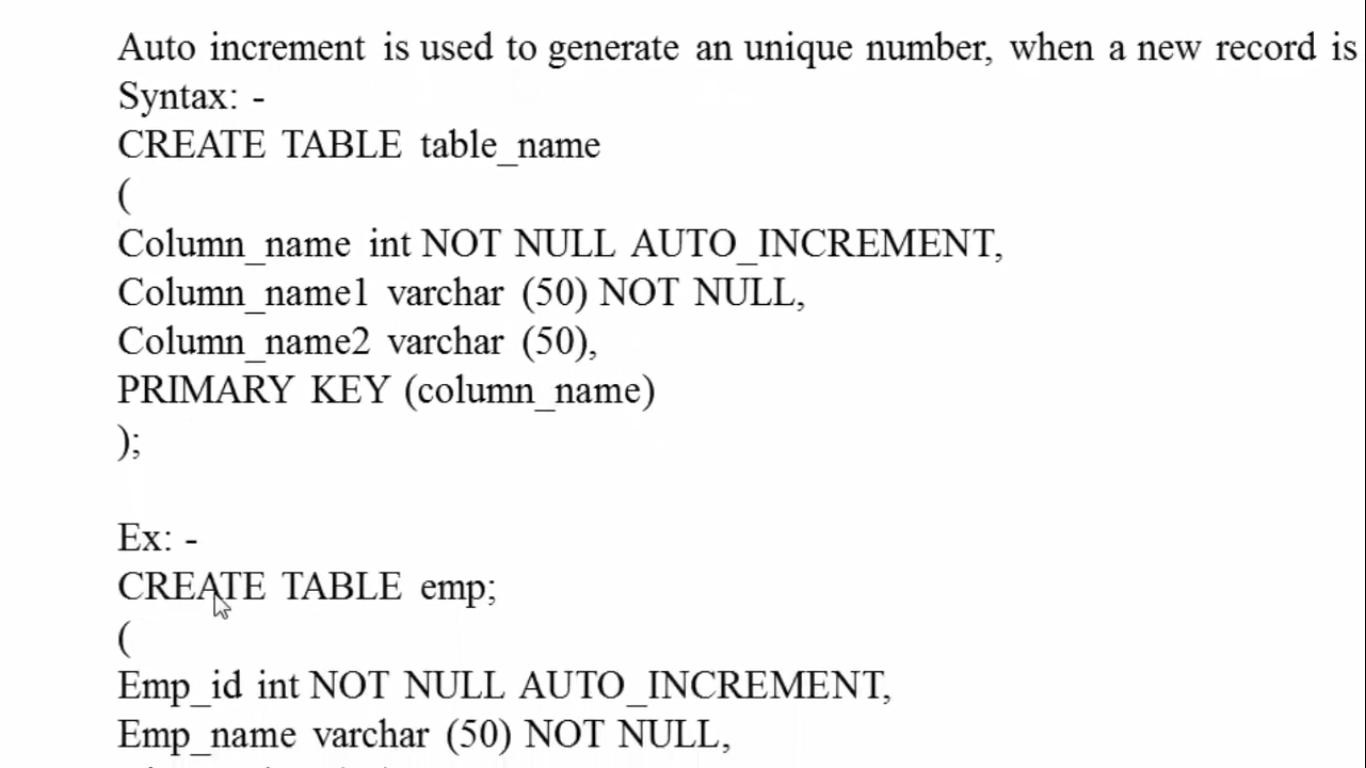 Auto increment is used to generate an unique number, when a new record is
Syntax: -
CREATE TABLE table_name
(
Column_name int NOT NULL AUTO_INCREMENT,
Column_name1 varchar (50) NOT NULL,
Column_name2 varchar (50),
PRIMARY KEY (column_name)
);
Ex: -
CREATE TABLE emp;
(
Emp_id int NOT NULL AUTO_INCREMENT,
Emp_name varchar (50) NOT NULL,